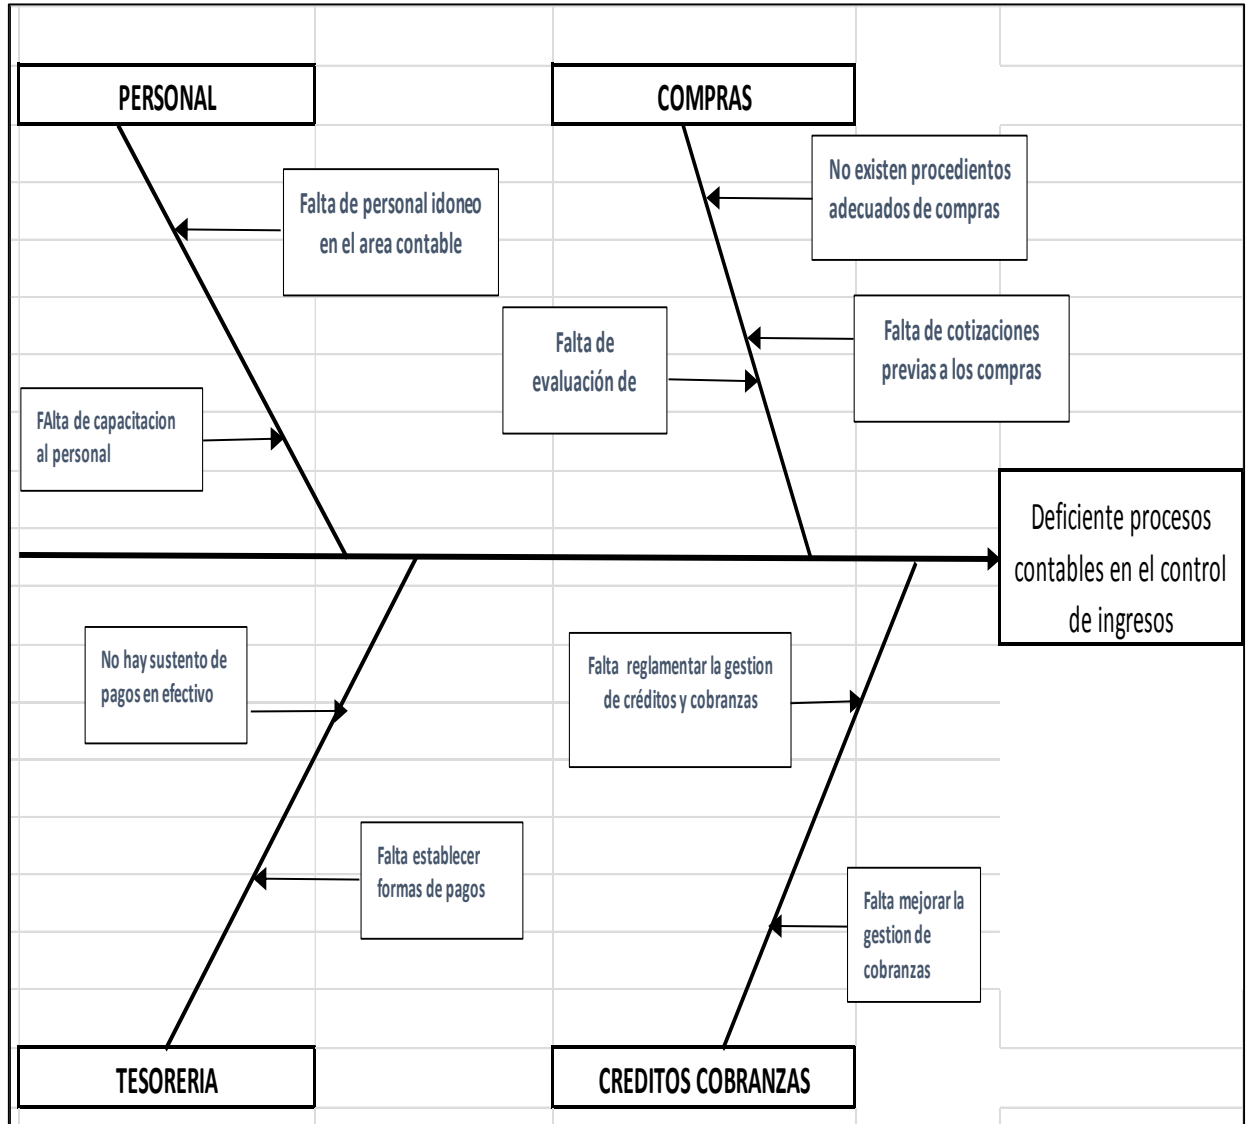 PERSONAL
COMPRAS
No existen procedientos
adecuados de compras
Falta de personal idoneo
en el area contable
Falta de cotizaciones
previas a los compras
Falta de
evaluación de
FAlta de capacitacion
al personal
Deficiente procesos
contables en el control
de ingresos
No hay sustento de
pagos en efectivo
Falta reglamentar la gestion
de créditos y cobranzas
Falta establecer
formas de pagos
Falta mejorar la
gestion de
cobranzas
TESORERIA
CREDITOS COBRANZAS